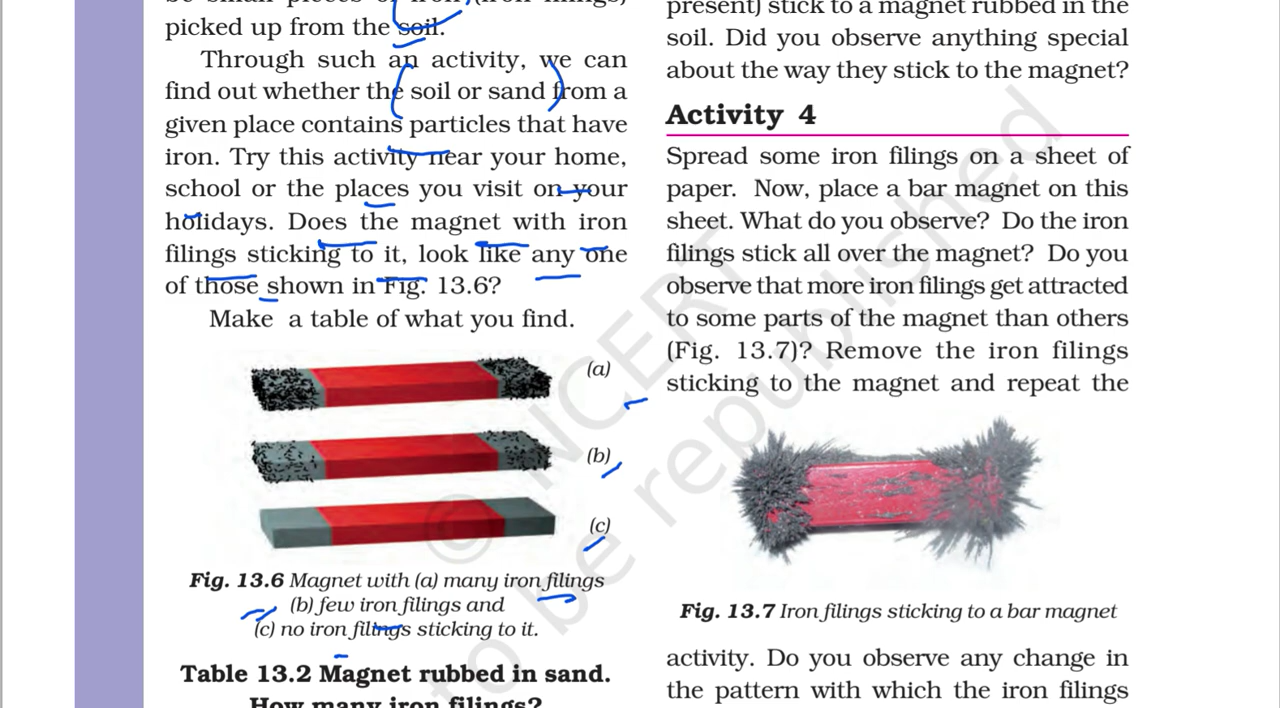 picked up from the soil.
Through such an activity, we can
find out whether the soil or sand from a
given place contains particles that have
iron. Try this activity near your home,
school or the places you visit on your
holidays. Does the magnet with iron
filings sticking to it, look like any one
of those shown in Fig. 13.6?
Make a table of what you find.
(a)
(b)
(c)
Fig. 13.6 Magnet with (a) many iron filings
(b) few iron filings and
(c) no iron filings sticking to it.
Table 13.2 Magnet rubbed in sand.
How many iron filings?
present) stick to a magnet rubbed in the
soil. Did you observe anything special
about the way they stick to the magnet?
Activity 4
Spread some iron filings on a sheet of
paper. Now, place a bar magnet on this
sheet. What do you observe? Do the iron
filings stick all over the magnet? Do you
observe that more iron filings get attracted
to some parts of the magnet than others
(Fig. 13.7)? Remove the iron filings
sticking to the magnet and repeat the
Fig. 13.7 Iron filings sticking to a bar magnet
activity. Do you observe any change in
the pattern with which the iron filings
© NCERT
to be republished